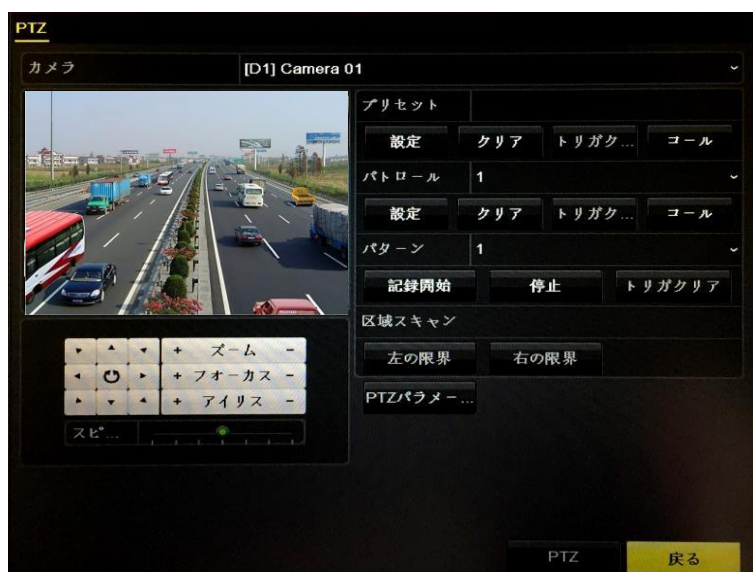 PTZ
カメラ [D1] Camera 01
プリセット
設定 クリア トリガク... コール
パトロール 1
設定 クリア トリガク... コール
パターン 1
記録開始 停止 トリガクリア
区域スキャン
左の限界 右の限界
PTZパラメー...
+ ズーム -
+ フォーカス -
+ アイリス -
スピ...
PTZ 戻る